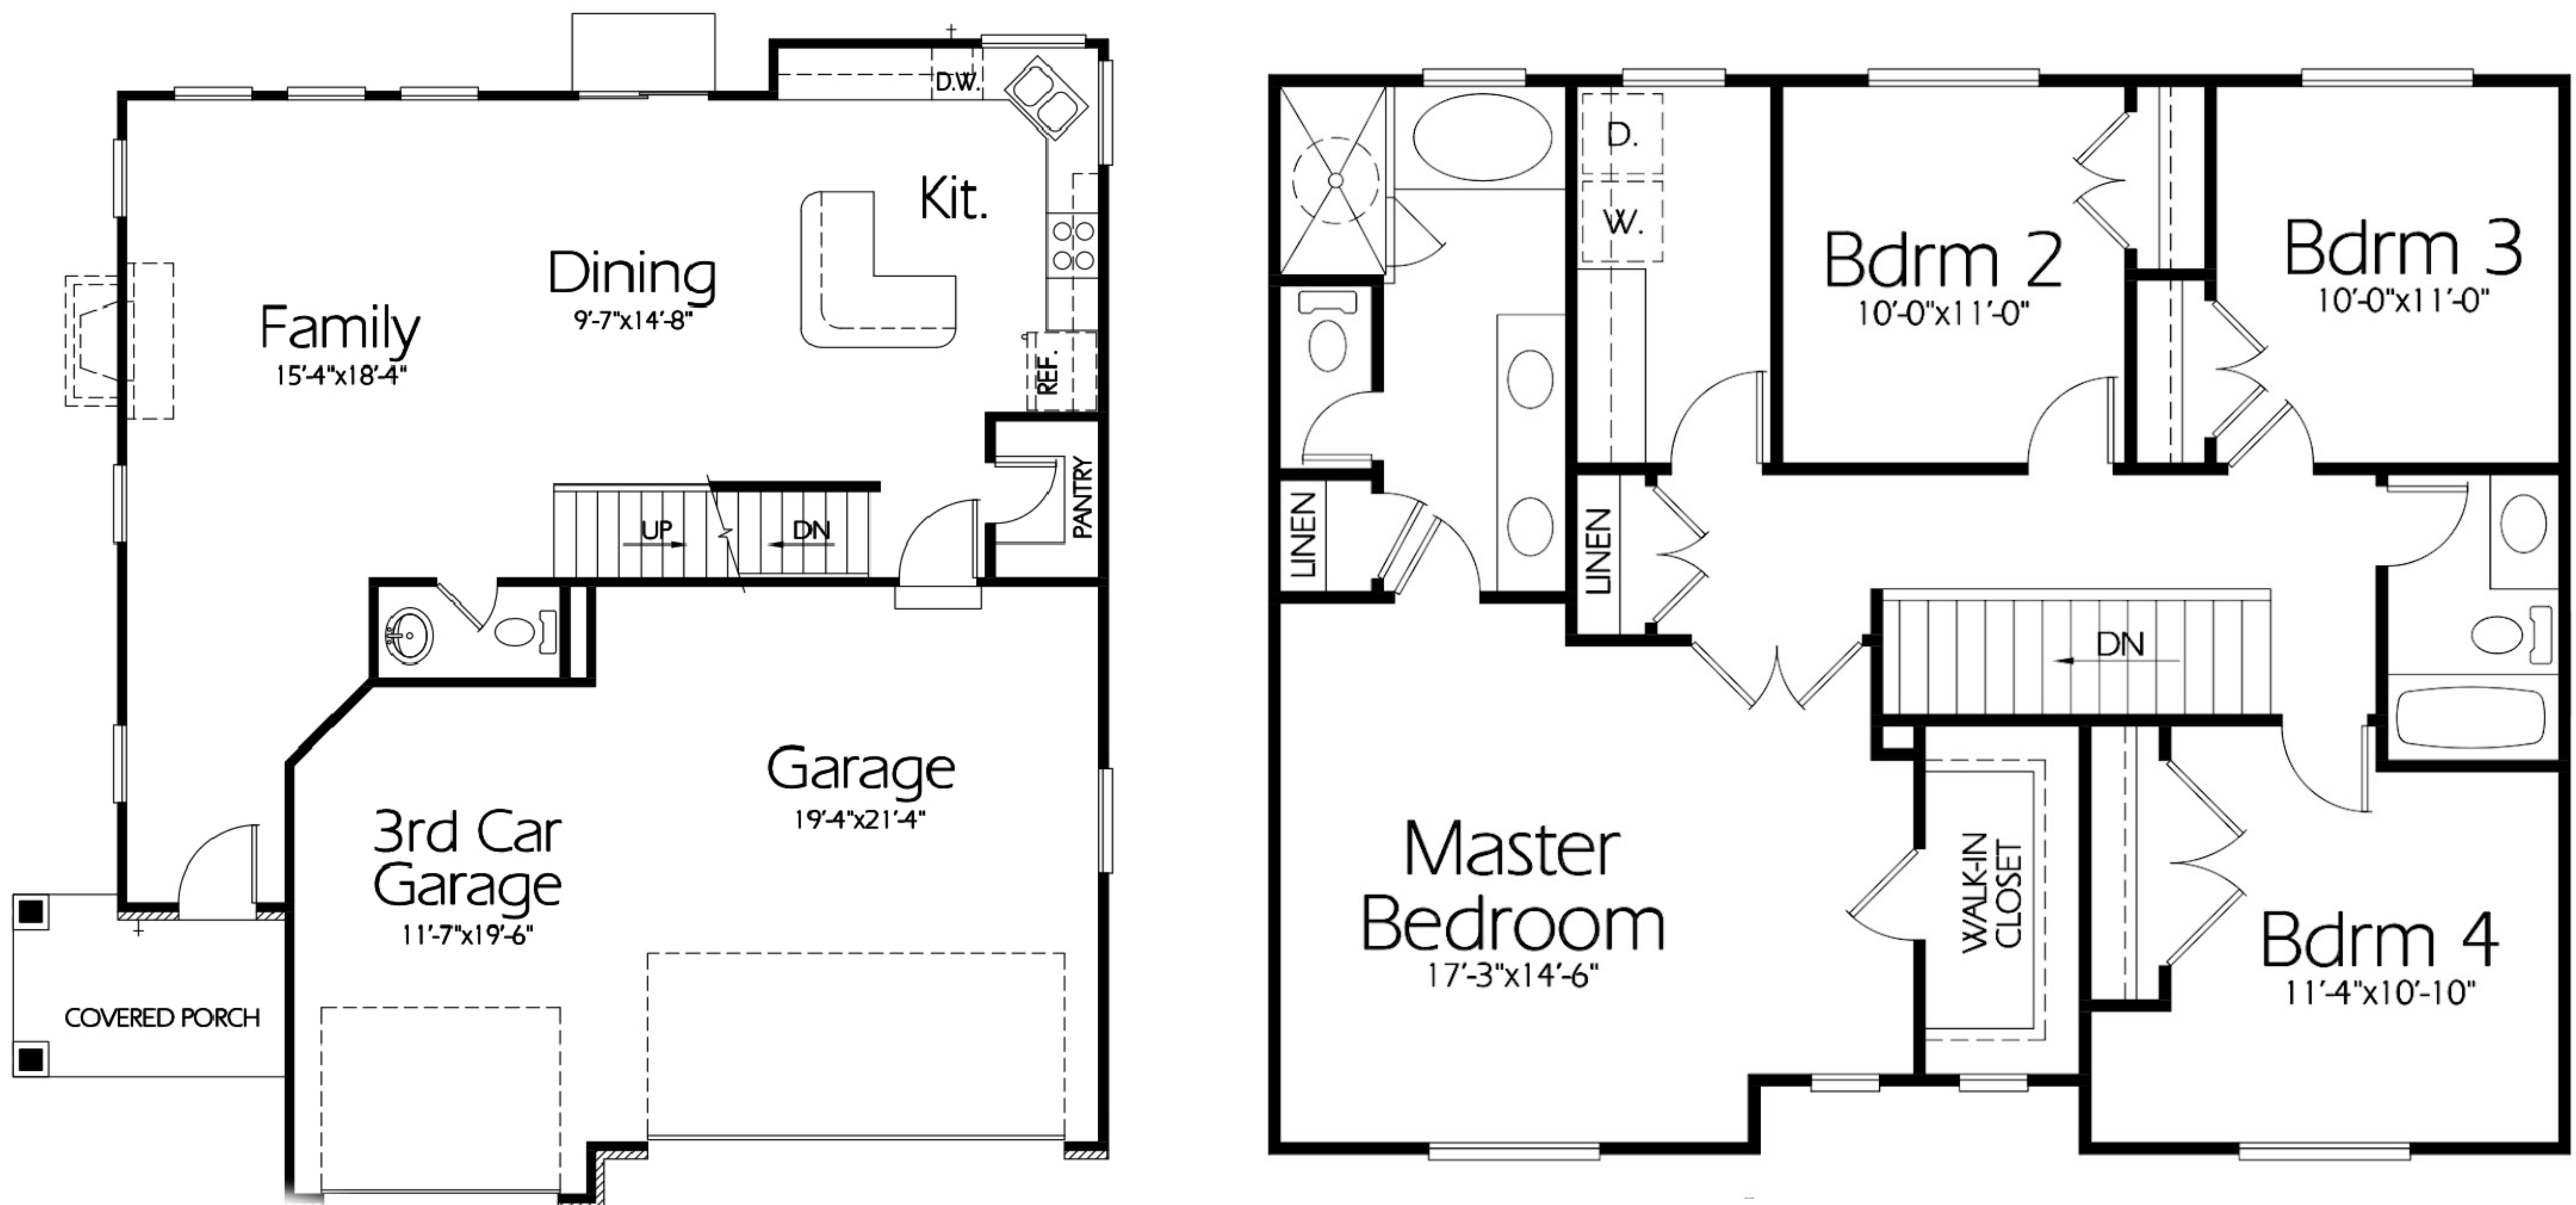 D.W.
Kit.
Dining
9'-7"x14'-8"
Family
15'-4"x18'-4"
REF.
PANTRY
UP
DN
Garage
19'-4"x21'-4"
3rd Car
Garage
11'-7"x19'-6"
COVERED PORCH
D.
W.
Bdrm 2
10'-0"x11'-0"
Bdrm 3
10'-0"x11'-0"
LINEN
LINEN
DN
Master
Bedroom
17'-3"x14'-6"
WALK-IN
CLOSET
Bdrm 4
11'-4"x10'-10"